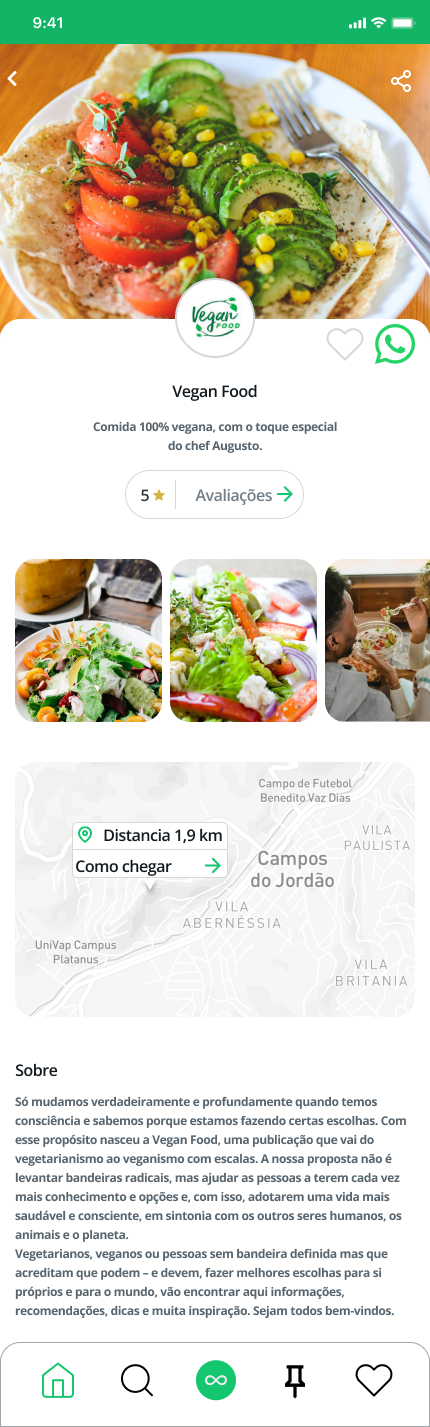 9:41
Vegan
FOOD
Vegan Food
Comida 100% vegana, com o toque especial
do chef Augusto.
5
Avaliações
Campo de Futebol
Benedito Vaz Dias
Distancia 1,9 km
Como chegar
VILA
PAULISTA
Campos
do Jordão
VILA
ABERNÉSSIA
UniVap Campus
Platanus
VILA
BRITANIA
Sobre
Só mudamos verdadeiramente e profundamente quando temos
consciência e sabemos porque estamos fazendo certas escolhas. Com
esse propósito nasceu a Vegan Food, uma publicação que vai do
vegetarianismo ao veganismo com escalas. A nossa proposta não é
levantar bandeiras radicais, mas ajudar as pessoas a terem cada vez
mais conhecimento e opções e, com isso, adotarem uma vida mais
saudável e consciente, em sintonia com os outros seres humanos, os
animais e o planeta.
Vegetarianos, veganos ou pessoas sem bandeira definida mas que
acreditam que podem – e devem, fazer melhores escolhas para si
próprios e para o mundo, vão encontrar aqui informações,
recomendações, dicas e muita inspiração. Sejam todos bem-vindos.